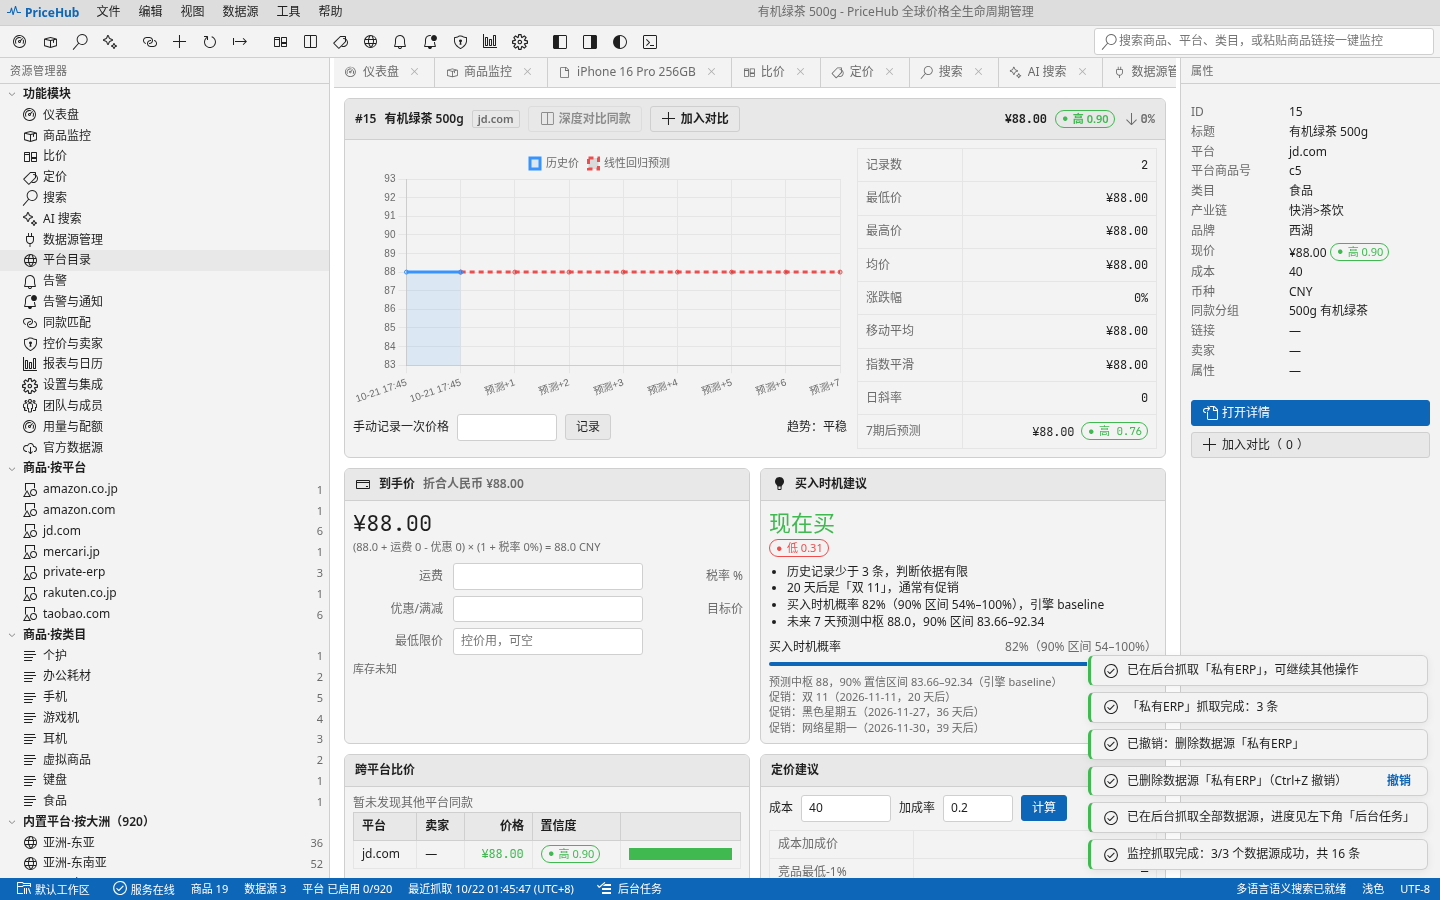 PriceHub 文件 编辑 视图 数据源 工具 帮助
有机绿茶 500g - PriceHub 全球价格全生命周期管理
搜索商品、平台、类目，或粘贴商品链接一键监控
资源管理器
功能模块
仪表盘
商品监控
比价
定价
搜索
AI 搜索
数据源管理
平台目录
告警
告警与通知
同款匹配
控价与卖家
报表与日历
设置与集成
团队与成员
用量与配额
官方数据源
商品·按平台
amazon.co.jp 1
amazon.com 1
jd.com 6
mercari.jp 1
private-erp 3
rakuten.co.jp 1
taobao.com 6
商品·按类目
个护 1
办公耗材 2
手机 5
游戏机 4
耳机 3
虚拟商品 2
键盘 1
食品 1
内置平台·按大洲（920）
亚洲-东亚 36
亚洲-东南亚 52
仪表盘 商品监控 iPhone 16 Pro 256GB 比价 定价 搜索 AI 搜索 数据源管
#15 有机绿茶 500g jd.com 深度对比同款 加入对比 ¥88.00 高 0.90 0%
历史价 线性回归预测
93
92
91
90
89
88
87
86
85
84
83
10-21 17:45 10-21 17:45 预测+1 预测+2 预测+3 预测+4 预测+5 预测+6 预测+7
手动记录一次价格 记录 趋势：平稳
记录数 2
最低价 ¥88.00
最高价 ¥88.00
均价 ¥88.00
涨跌幅 0%
移动平均 ¥88.00
指数平滑 ¥88.00
日斜率 0
7期后预测 ¥88.00 高 0.76
到手价 折合人民币 ¥88.00
¥88.00
(88.0 + 运费 0 - 优惠 0) × (1 + 税率 0%) = 88.0 CNY
运费 税率 %
优惠/满减 目标价
最低限价 控价用，可空
库存未知
买入时机建议
现在买
低 0.31
历史记录少于 3 条，判断依据有限
20 天后是「双 11」，通常有促销
买入时机概率 82%（90% 区间 54%–100%），引擎 baseline
未来 7 天预测中枢 88.0，90% 区间 83.66–92.34
买入时机概率 82%（90% 区间 54–100%）
预测中枢 88，90% 置信区间 83.66–92.34（引擎 baseline）
促销：双 11（2026-11-11，20 天后）
促销：黑色星期五（2026-11-27，36 天后）
促销：网络星期一（2026-11-30，39 天后）
跨平台比价
暂未发现其他平台同款
平台 卖家 价格 置信度
jd.com — ¥88.00 高 0.90
定价建议
成本 40 加成率 0.2 计算
成本加成价
竞品最低-1% —
属性
ID 15
标题 有机绿茶 500g
平台 jd.com
平台商品号 c5
类目 食品
产业链 快消>茶饮
品牌 西湖
现价 ¥88.00 高 0.90
成本 40
币种 CNY
同款分组 500g 有机绿茶
链接 —
卖家 —
属性 —
打开详情
加入对比（ 0 ）
已在后台抓取「私有ERP」，可继续其他操作
「私有ERP」抓取完成：3 条
已撤销：删除数据源「私有ERP」
已删除数据源「私有ERP」（Ctrl+Z 撤销） 撤销
已在后台抓取全部数据源，进度见左下角「后台任务」
监控抓取完成：3/3 个数据源成功，共 16 条
默认工作区 服务在线 商品 19 数据源 3 平台 已启用 0/920 最近抓取 10/22 01:45:47 (UTC+8) 后台任务 多语言语义搜索已就绪 浅色 UTF-8